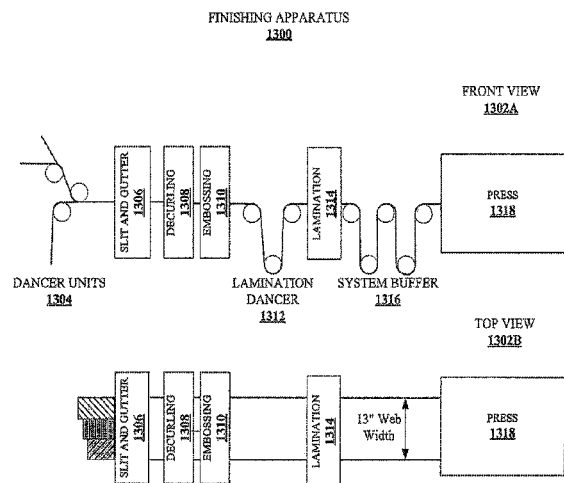 FINISHING APPARATUS
1300
FRONT VIEW
1302A
SLIT AND GUTTER
1306
DECURLING
1308
EMBOSSING
1310
LAMINATION
1314
PRESS
1318
DANCER UNITS
1304
LAMINATION
DANCER
1312
SYSTEM BUFFER
1316
TOP VIEW
1302B
SLIT AND GUTTER
1306
DECURLING
1308
EMBOSSING
1310
LAMINATION
1314
13" Web
Width
PRESS
1318